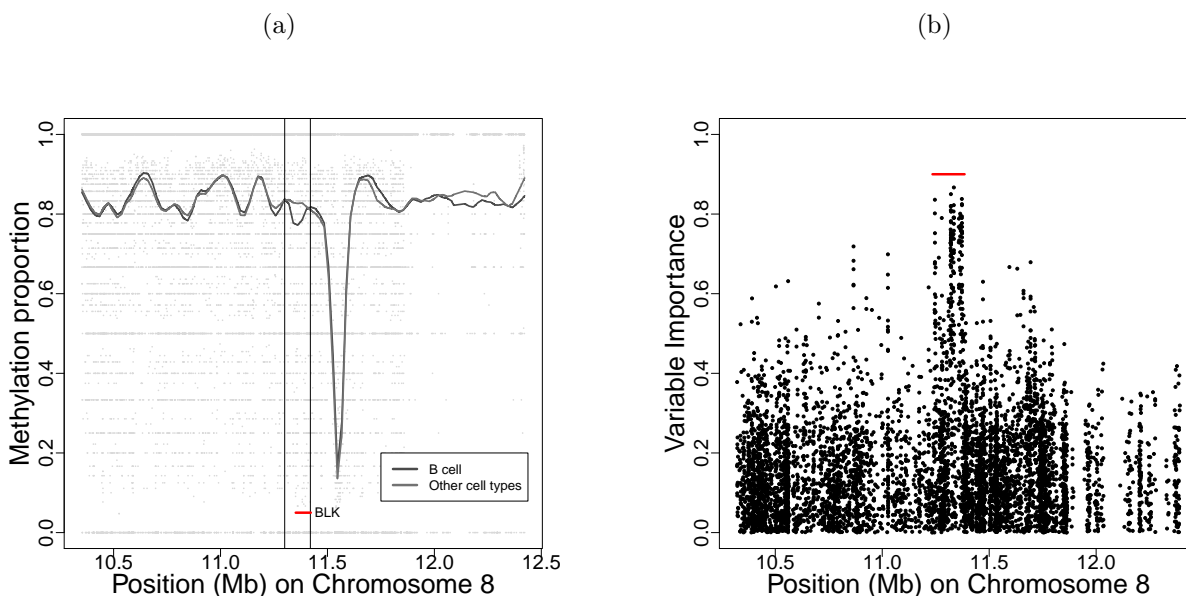 (a)
Methylation proportion
0.0
0.2
0.4
0.6
0.8
1.0
B cell
Other cell types
BLK
10.5 11.0 11.5 12.0 12.5
Position (Mb) on Chromosome 8
(b)
Variable Importance
0.0
0.2
0.4
0.6
0.8
1.0
10.5 11.0 11.5 12.0
Position (Mb) on Chromosome 8